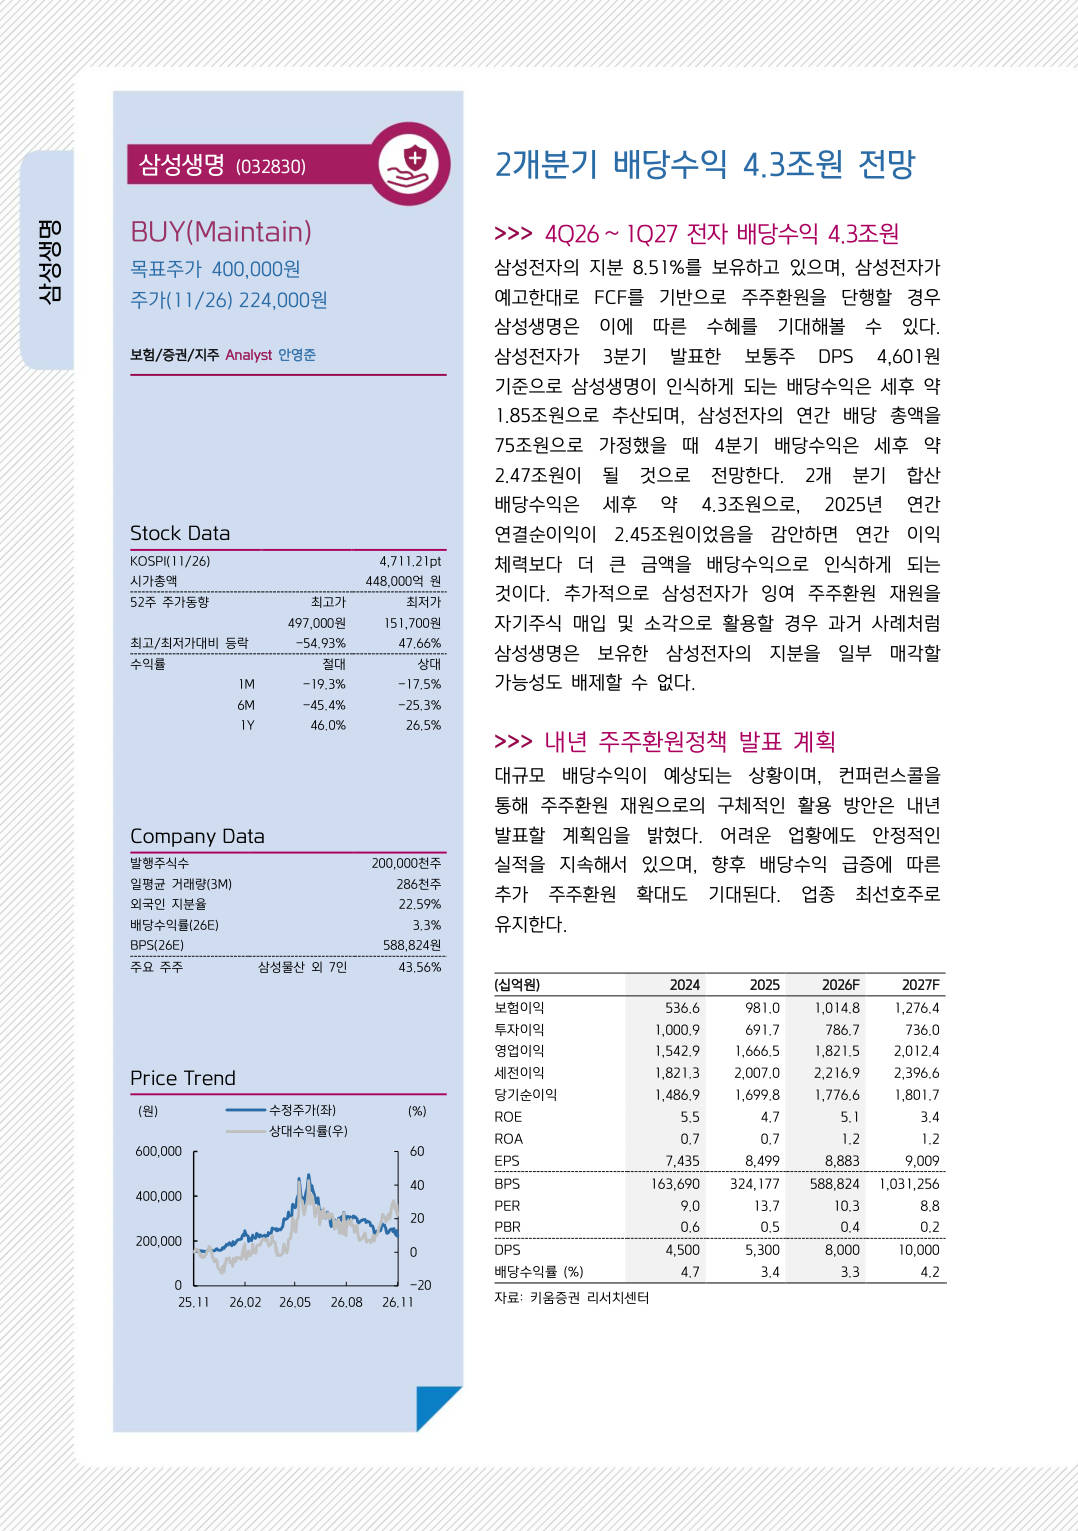 삼성생명
삼성생명 (032830)
BUY(Maintain)
목표주가 400,000원
주가(11/26) 224,000원
보험/증권/지주 Analyst 안영준
Stock Data
KOSPI(11/26) 4,711.21pt
시가총액 448,000억 원
52주 주가동향 최고가 최저가
497,000원 151,700원
최고/최저가대비 등락 -54.93% 47.66%
수익률 절대 상대
1M -19.3% -17.5%
6M -45.4% -25.3%
1Y 46.0% 26.5%
Company Data
발행주식수 200,000천주
일평균 거래량(3M) 286천주
외국인 지분율 22.59%
배당수익률(26E) 3.3%
BPS(26E) 588,824원
주요 주주 삼성물산 외 7인 43.56%
Price Trend
(원) 수정주가(좌) (%)
상대수익률(우)
600,000 60
40
400,000
20
200,000
0
0 -20
25.11 26.02 26.05 26.08 26.11
2개분기 배당수익 4.3조원 전망
>>> 4Q26 ~ 1Q27 전자 배당수익 4.3조원
삼성전자의 지분 8.51%를 보유하고 있으며, 삼성전자가
예고한대로 FCF를 기반으로 주주환원을 단행할 경우
삼성생명은 이에 따른 수혜를 기대해볼 수 있다.
삼성전자가 3분기 발표한 보통주 DPS 4,601원
기준으로 삼성생명이 인식하게 되는 배당수익은 세후 약
1.85조원으로 추산되며, 삼성전자의 연간 배당 총액을
75조원으로 가정했을 때 4분기 배당수익은 세후 약
2.47조원이 될 것으로 전망한다. 2개 분기 합산
배당수익은 세후 약 4.3조원으로, 2025년 연간
연결순이익이 2.45조원이었음을 감안하면 연간 이익
체력보다 더 큰 금액을 배당수익으로 인식하게 되는
것이다. 추가적으로 삼성전자가 잉여 주주환원 재원을
자기주식 매입 및 소각으로 활용할 경우 과거 사례처럼
삼성생명은 보유한 삼성전자의 지분을 일부 매각할
가능성도 배제할 수 없다.
>>> 내년 주주환원정책 발표 계획
대규모 배당수익이 예상되는 상황이며, 컨퍼런스콜을
통해 주주환원 재원으로의 구체적인 활용 방안은 내년
발표할 계획임을 밝혔다. 어려운 업황에도 안정적인
실적을 지속해서 있으며, 향후 배당수익 급증에 따른
추가 주주환원 확대도 기대된다. 업종 최선호주로
유지한다.
(십억원) 2024 2025 2026F 2027F
보험이익 536.6 981.0 1,014.8 1,276.4
투자이익 1,000.9 691.7 786.7 736.0
영업이익 1,542.9 1,666.5 1,821.5 2,012.4
세전이익 1,821.3 2,007.0 2,216.9 2,396.6
당기순이익 1,486.9 1,699.8 1,776.6 1,801.7
ROE 5.5 4.7 5.1 3.4
ROA 0.7 0.7 1.2 1.2
EPS 7,435 8,499 8,883 9,009
BPS 163,690 324,177 588,824 1,031,256
PER 9.0 13.7 10.3 8.8
PBR 0.6 0.5 0.4 0.2
DPS 4,500 5,300 8,000 10,000
배당수익률 (%) 4.7 3.4 3.3 4.2
자료: 키움증권 리서치센터